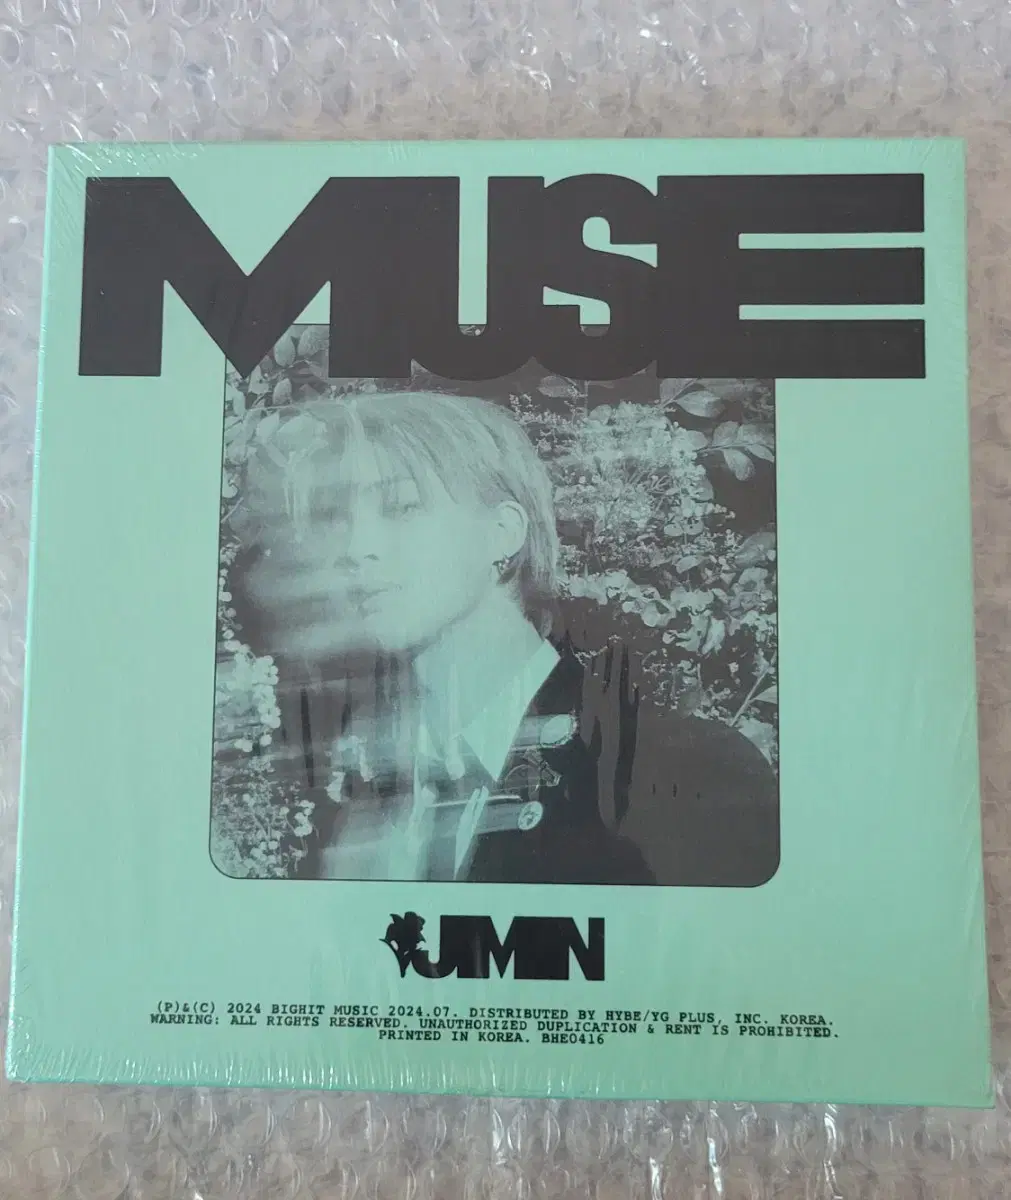 MUSE
JIMIN
(P)&(C) 2024 BIGHIT MUSIC 2024.07. DISTRIBUTED BY HYBE/YG PLUS, INC. KOREA.
WARNING: ALL RIGHTS RESERVED. UNAUTHORIZED DUPLICATION & RENT IS PROHIBITED.
PRINTED IN KOREA. BHE0416